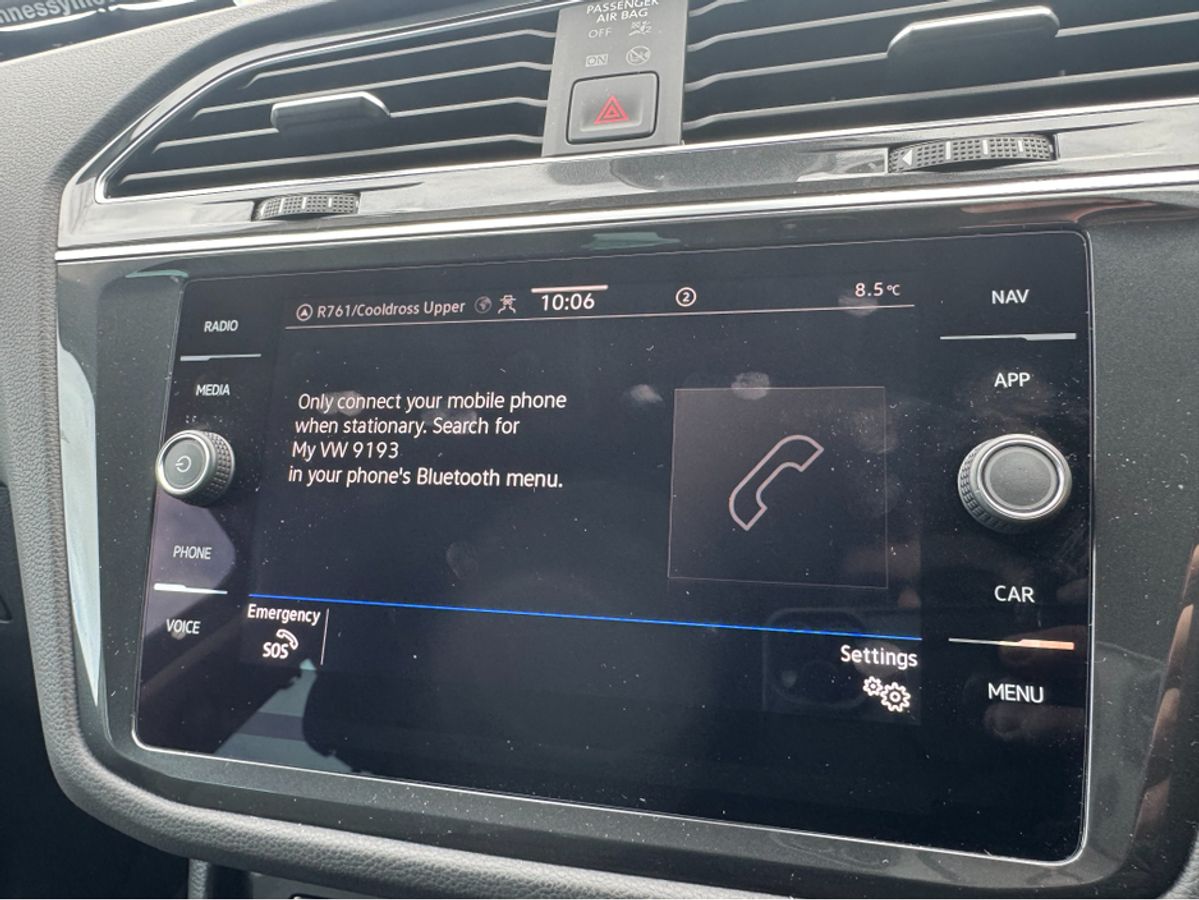 PASSENGER
AIR BAG
OFF
ON
R761/Cooldross Upper
10:06
2
8.5°C
RADIO
MEDIA
PHONE
VOICE
Only connect your mobile phone
when stationary. Search for
My VW 9193
in your phone's Bluetooth menu.
Emergency
SOS
Settings
NAV
APP
CAR
MENU